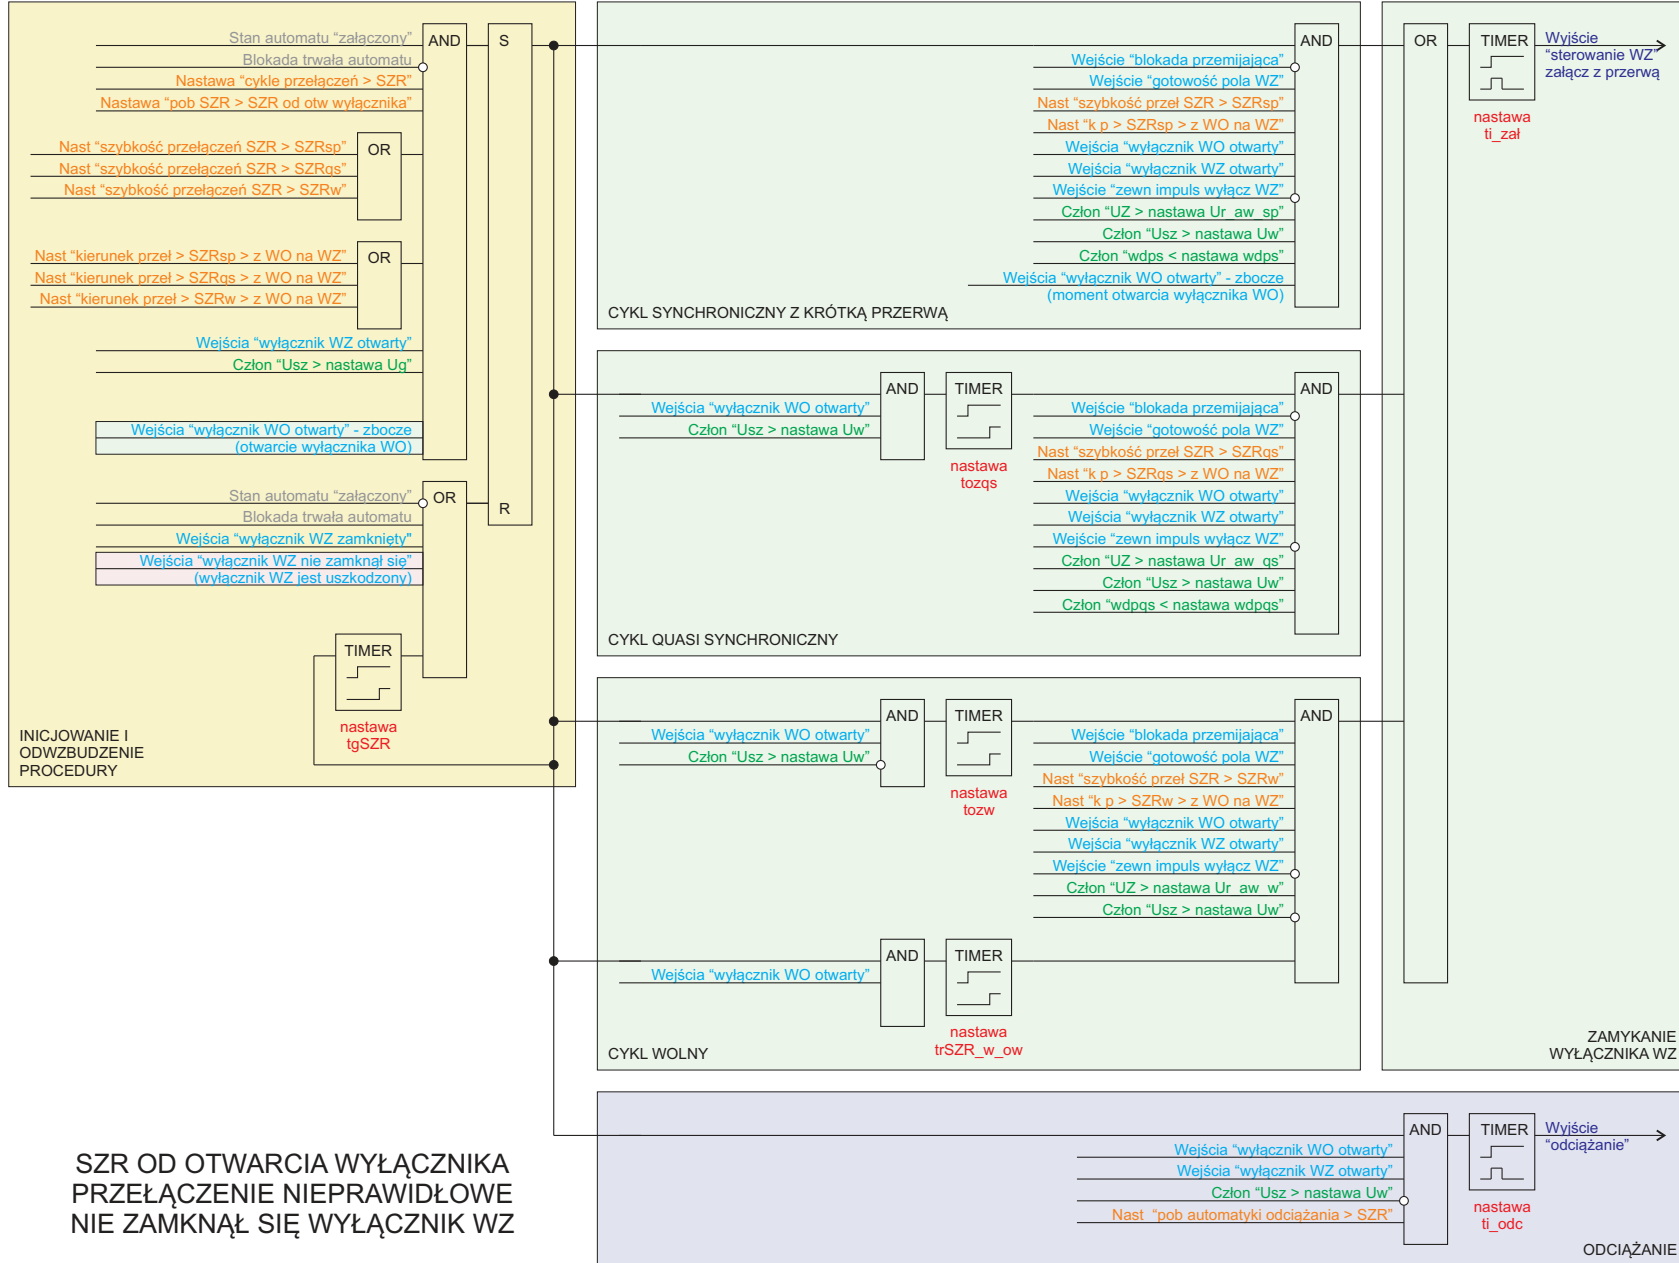 Stan automatu “załączony”
Blokada trwała automatu
Nastawa “cykle przełączeń > SZR”
Nastawa “pob SZR > SZR od otw wyłącznika”
AND
S
Nast “szybkość przełączeń SZR > SZRsp”
Nast “szybkość przełączeń SZR > SZRqs”
Nast “szybkość przełączeń SZR > SZRw”
OR
Nast “kierunek przeł > SZRsp > z WO na WZ”
Nast “kierunek przeł > SZRqs > z WO na WZ”
Nast “kierunek przeł > SZRw > z WO na WZ”
OR
Wejścia “wyłącznik WZ otwarty”
Człon “Usz > nastawa Ug”
Wejścia “wyłącznik WO otwarty” - zbocze
(otwarcie wyłącznika WO)
Stan automatu “załączony”
Blokada trwała automatu
Wejścia “wyłącznik WZ zamknięty”
Wejścia “wyłącznik WZ nie zamknął się”
(wyłącznik WZ jest uszkodzony)
OR
R
TIMER
nastawa
tgSZR
INICJOWANIE I
ODWZBUDZENIE
PROCEDURY
AND
Wejście “blokada przemijająca”
Wejście “gotowość pola WZ”
Nast “szybkość przeł SZR > SZRsp”
Nast “k p > SZRsp > z WO na WZ”
Wejścia “wyłącznik WO otwarty”
Wejścia “wyłącznik WZ otwarty”
Wejście “zewn impuls wyłącz WZ”
Człon “UZ > nastawa Ur_aw_sp”
Człon “Usz > nastawa Uw”
Człon “wdps < nastawa wdps”
Wejścia “wyłącznik WO otwarty” - zbocze
(moment otwarcia wyłącznika WO)
CYKL SYNCHRONICZNY Z KRÓTKĄ PRZERWĄ
Wejścia “wyłącznik WO otwarty”
Człon “Usz > nastawa Uw”
AND
TIMER
nastawa
tozqs
AND
Wejście “blokada przemijająca”
Wejście “gotowość pola WZ”
Nast “szybkość przeł SZR > SZRqs”
Nast “k p > SZRqs > z WO na WZ”
Wejścia “wyłącznik WO otwarty”
Wejścia “wyłącznik WZ otwarty”
Wejście “zewn impuls wyłącz WZ”
Człon “UZ > nastawa Ur_aw_qs”
Człon “Usz > nastawa Uw”
Człon “wdpqs < nastawa wdpqs”
CYKL QUASI SYNCHRONICZNY
Wejścia “wyłącznik WO otwarty”
Człon “Usz > nastawa Uw”
AND
TIMER
nastawa
tozw
AND
Wejście “blokada przemijająca”
Wejście “gotowość pola WZ”
Nast “szybkość przeł SZR > SZRw”
Nast “k p > SZRw > z WO na WZ”
Wejścia “wyłącznik WO otwarty”
Wejścia “wyłącznik WZ otwarty”
Wejście “zewn impuls wyłącz WZ”
Człon “UZ > nastawa Ur_aw_w”
Człon “Usz > nastawa Uw”
Wejścia “wyłącznik WO otwarty”
AND
TIMER
nastawa
trSZR_w_ow
CYKL WOLNY
OR
TIMER
nastawa
ti_zał
Wyjście
“sterowanie WZ”
załącz z przerwą
ZAMYKANIE
WYŁĄCZNIKA WZ
Wejścia “wyłącznik WO otwarty”
Wejścia “wyłącznik WZ otwarty”
Człon “Usz > nastawa Uw”
Nast “pob automatyki odciążania > SZR”
AND
TIMER
nastawa
ti_odc
Wyjście
“odciążanie”
ODCIĄŻANIE
SZR OD OTWARCIA WYŁĄCZNIKA
PRZEŁĄCZENIE NIEPRAWIDŁOWE
NIE ZAMKNĄŁ SIĘ WYŁĄCZNIK WZ